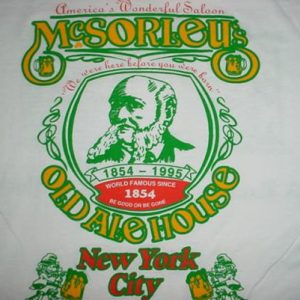 America's Wonderful Saloon
McSORLEY'S
"We were here before you were born"
1854 - 1995
WORLD FAMOUS SINCE
1854
BE GOOD OR BE GONE
OLD ALE HOUSE
New York
City